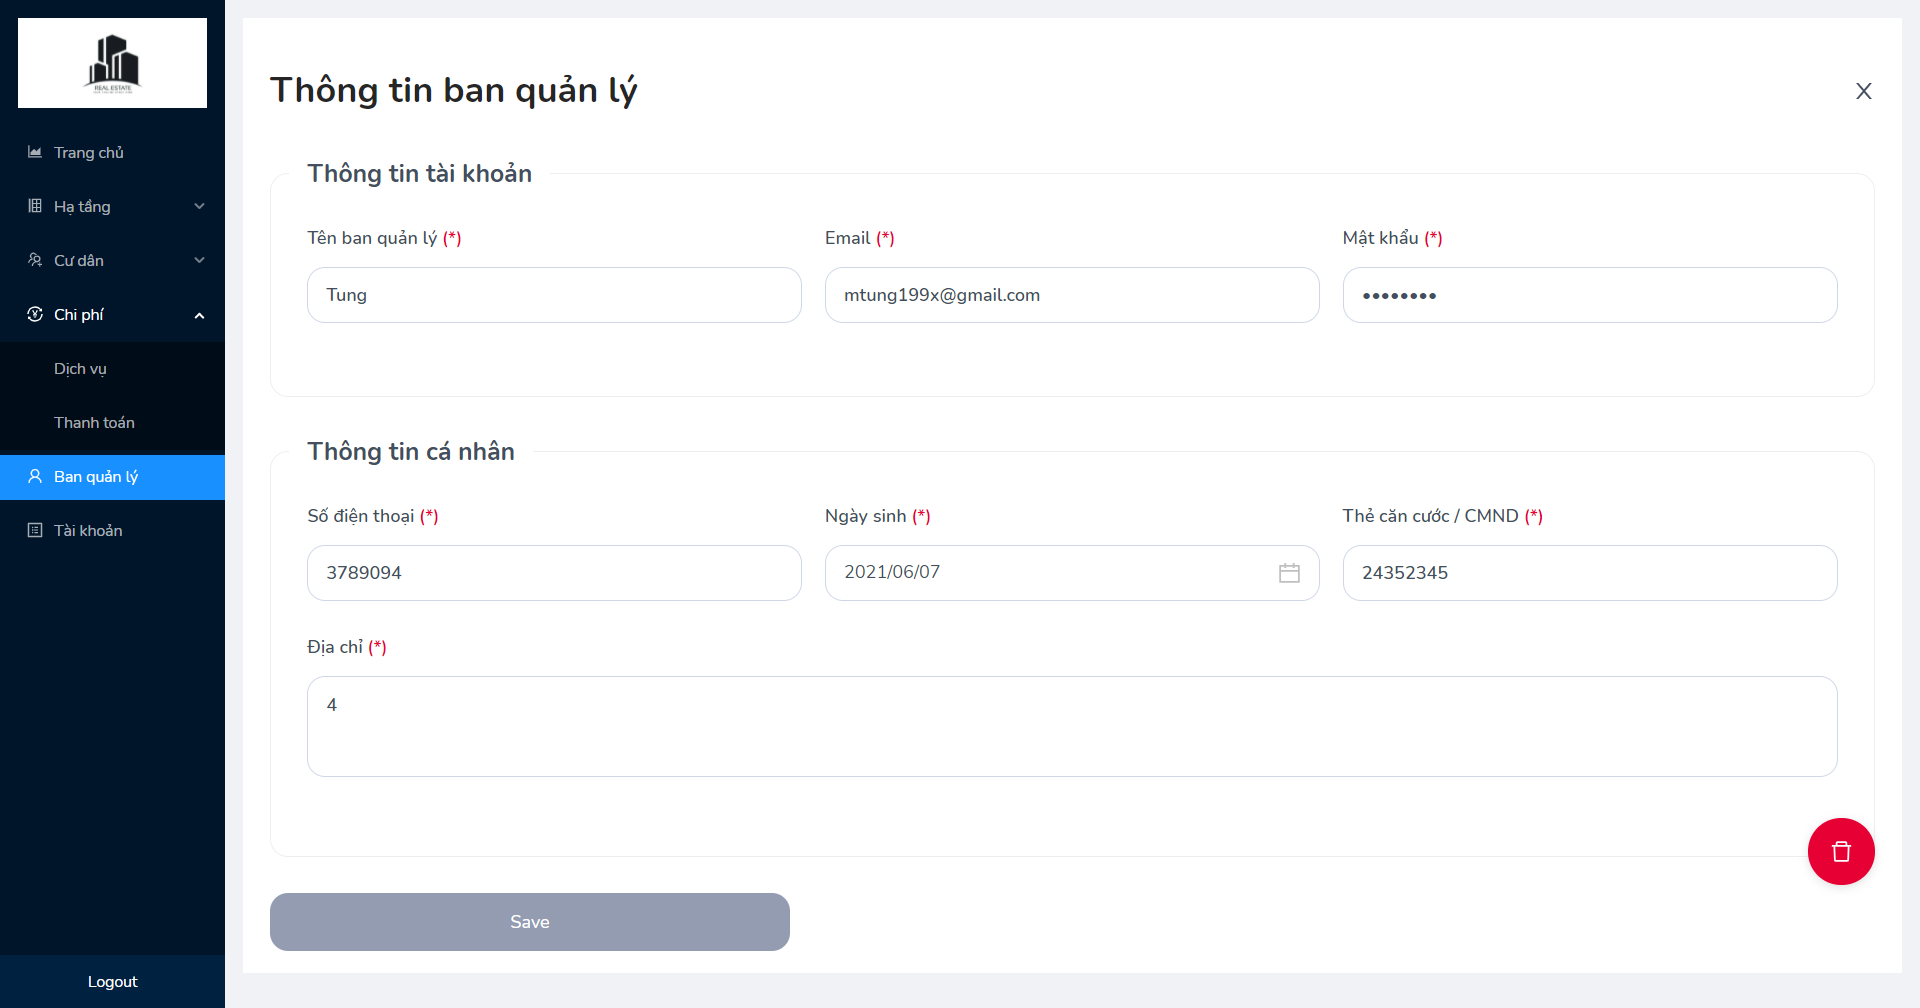 REAL ESTATE
Trang chủ
Hạ tầng
Cư dân
Chi phí
Dịch vụ
Thanh toán
Ban quản lý
Tài khoản
Logout
Thông tin ban quản lý
X
Thông tin tài khoản
Tên ban quản lý (*)
Email (*)
Mật khẩu (*)
Tung
mtung199x@gmail.com
••••••••
Thông tin cá nhân
Số điện thoại (*)
Ngày sinh (*)
Thẻ căn cước / CMND (*)
3789094
2021/06/07
24352345
Địa chỉ (*)
4
Save